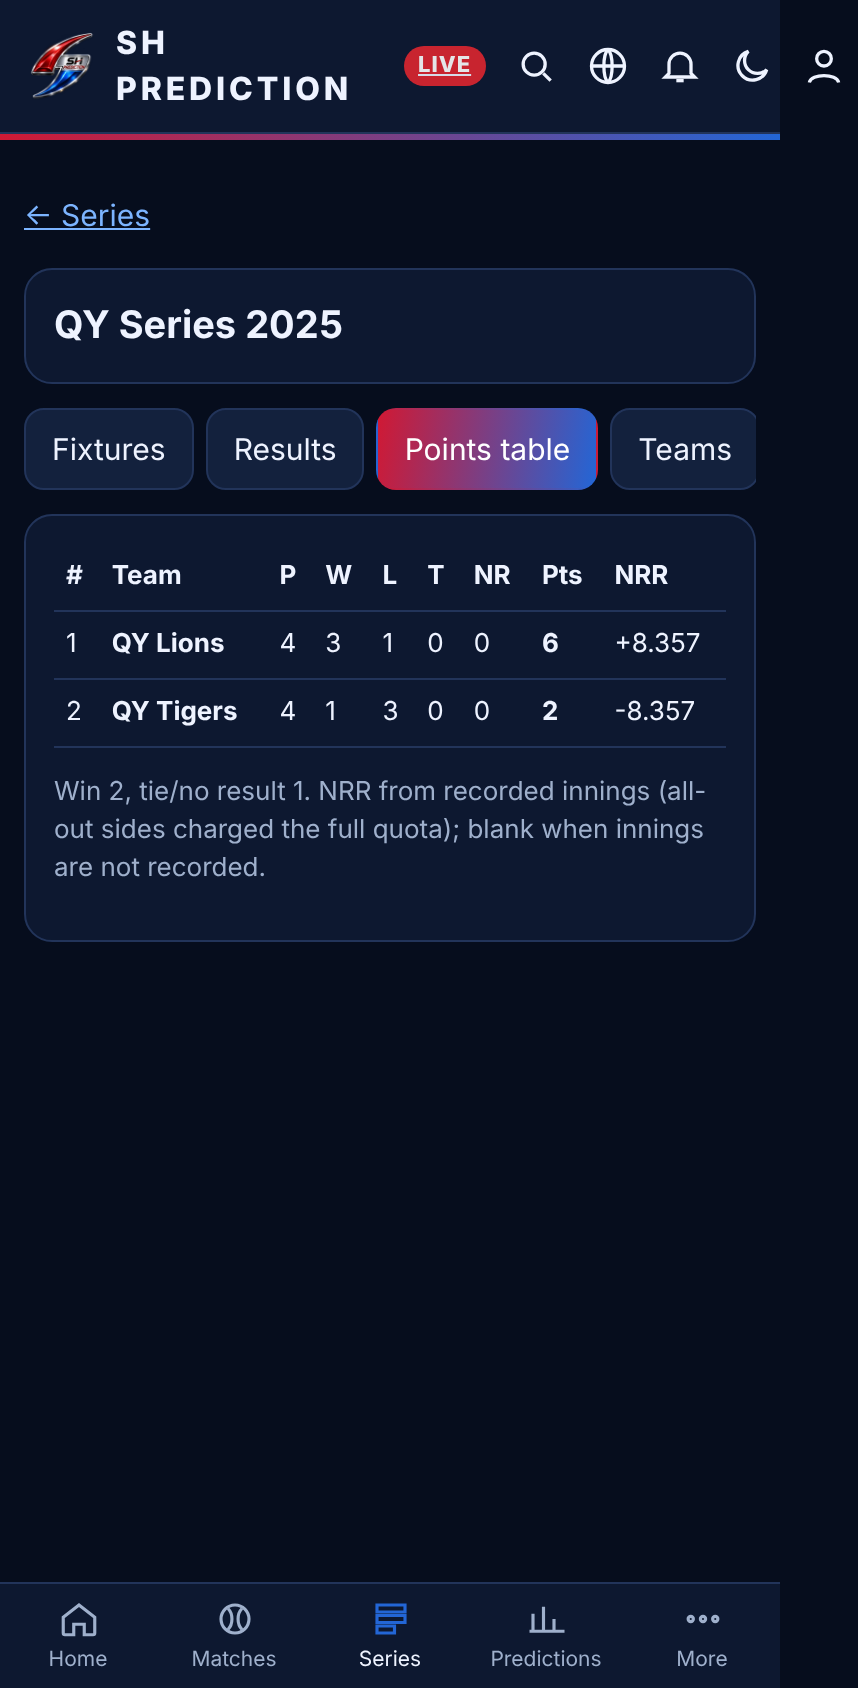 SH
SH
PREDICTION
LIVE
← Series
QY Series 2025
Fixtures Results Points table Teams
# Team P W L T NR Pts NRR
1 QY Lions 4 3 1 0 0 6 +8.357
2 QY Tigers 4 1 3 0 0 2 -8.357
Win 2, tie/no result 1. NRR from recorded innings (all-
out sides charged the full quota); blank when innings
are not recorded.
Home Matches Series Predictions More